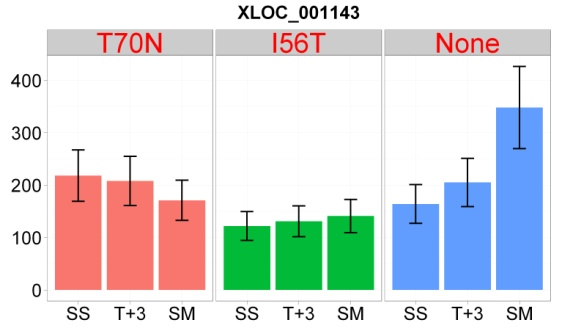 XLOC_001143
T70N I56T None
400
300
200
100
0
SS T+3 SM SS T+3 SM SS T+3 SM